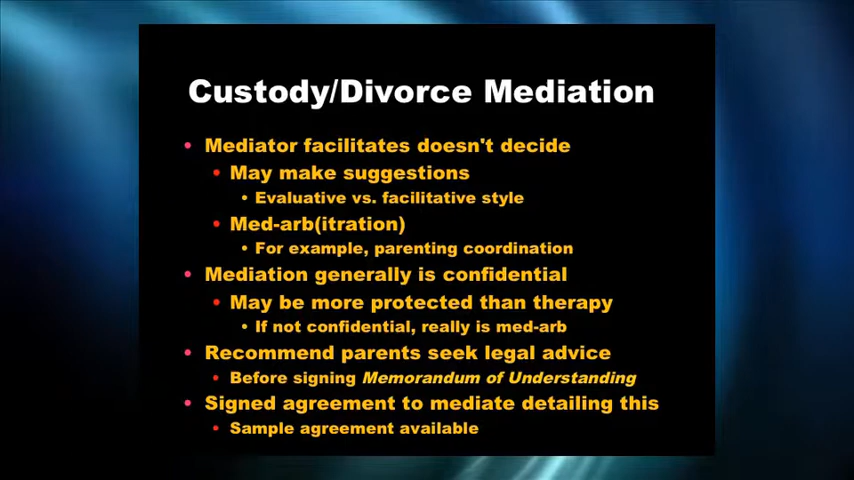 Custody/Divorce Mediation
• Mediator facilitates doesn't decide
• May make suggestions
• Evaluative vs. facilitative style
• Med-arb(itration)
• For example, parenting coordination
• Mediation generally is confidential
• May be more protected than therapy
• If not confidential, really is med-arb
• Recommend parents seek legal advice
• Before signing Memorandum of Understanding
• Signed agreement to mediate detailing this
• Sample agreement available